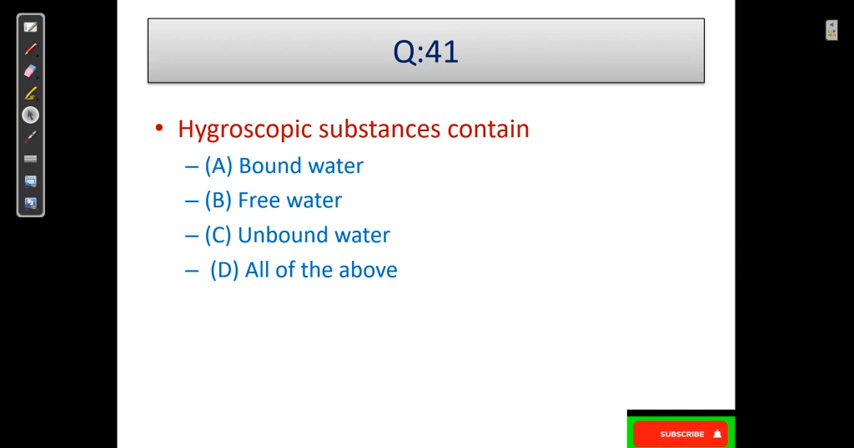 Q:41
• Hygroscopic substances contain
– (A) Bound water
– (B) Free water
– (C) Unbound water
– (D) All of the above
SUBSCRIBE